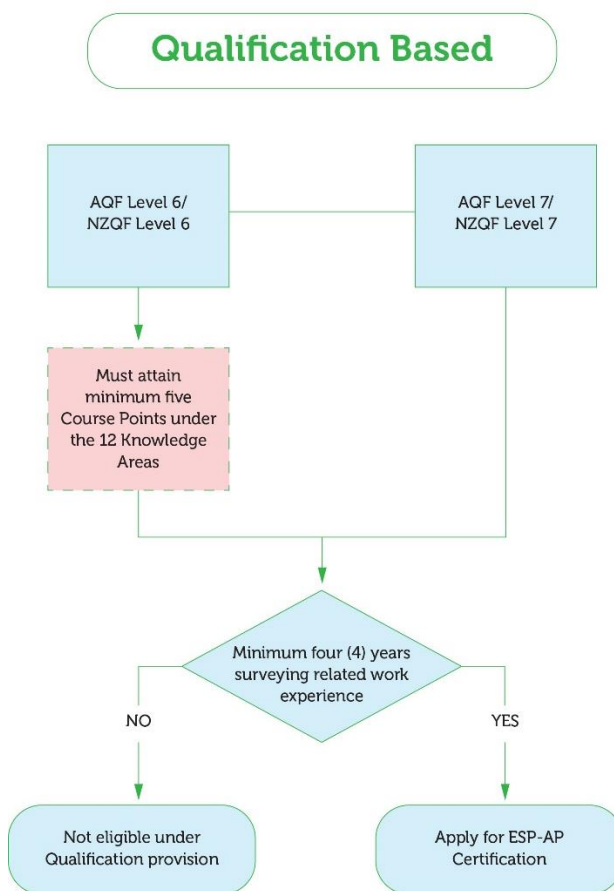 Qualification Based
AQF Level 6/
NZQF Level 6
AQF Level 7/
NZQF Level 7
Must attain
minimum five
Course Points under
the 12 Knowledge
Areas
Minimum four (4) years
surveying related work
experience
NO
YES
Not eligible under
Qualification provision
Apply for ESP-AP
Certification